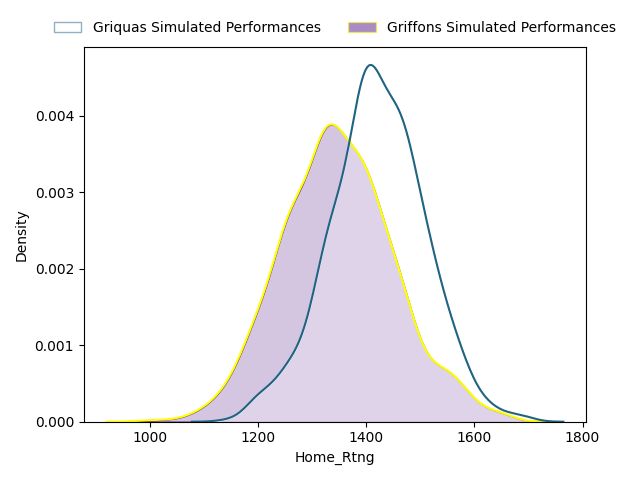 Griquas Simulated Performances
Griffons Simulated Performances
0.004
0.003
0.002
0.001
0.000
Density
1000 1200 1400 1600 1800
Home_Rtng